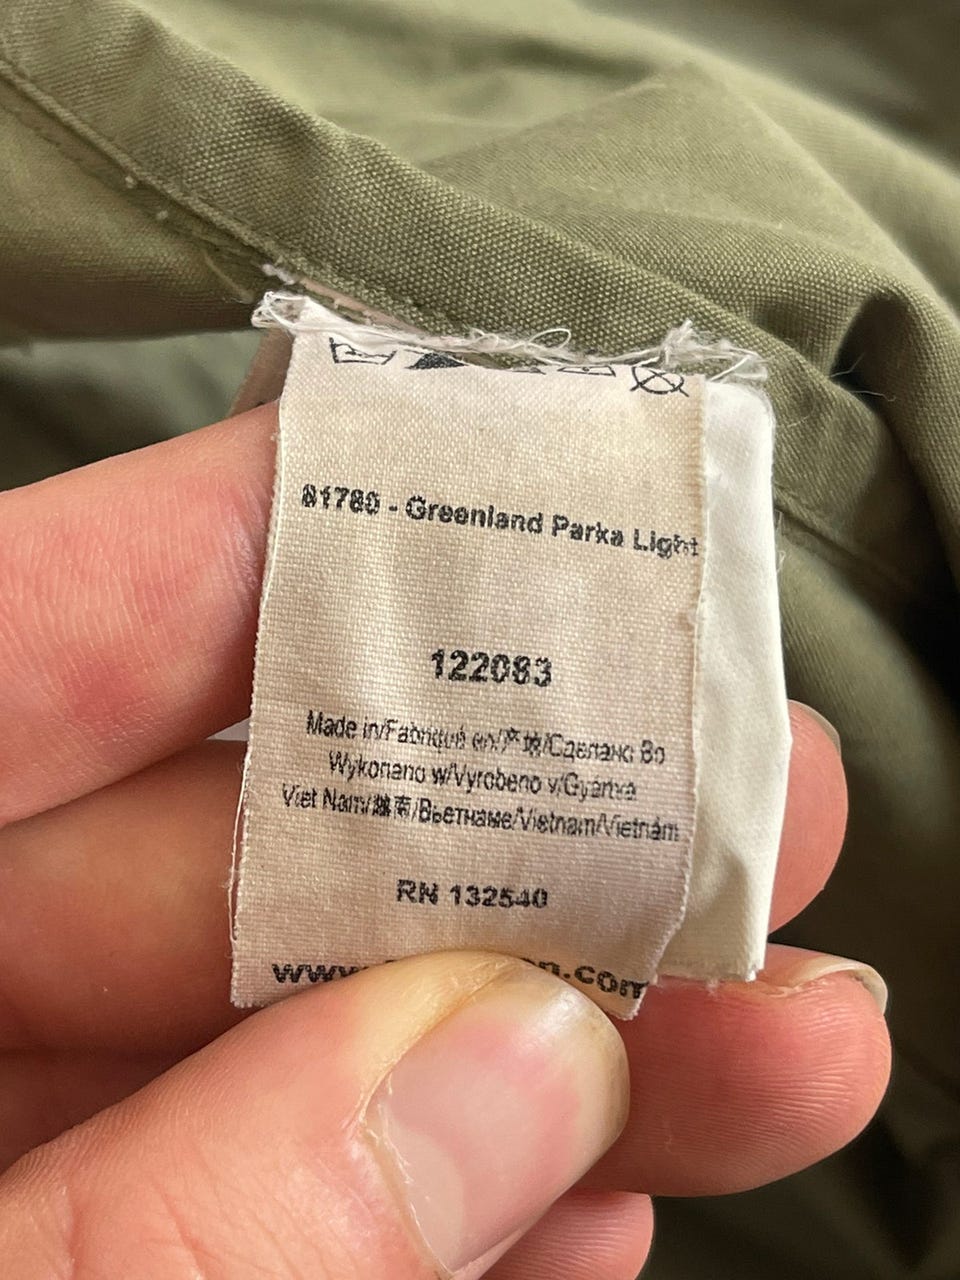 81780 - Greenland Parka Light
122083
Made in/Fabriqué en/产地/Сделано Во
Wykonano w/Vyrobeno v/Gyártva
Viet Nam/越南/Вьетнаме/Vietnam/Vietnám
RN 132540